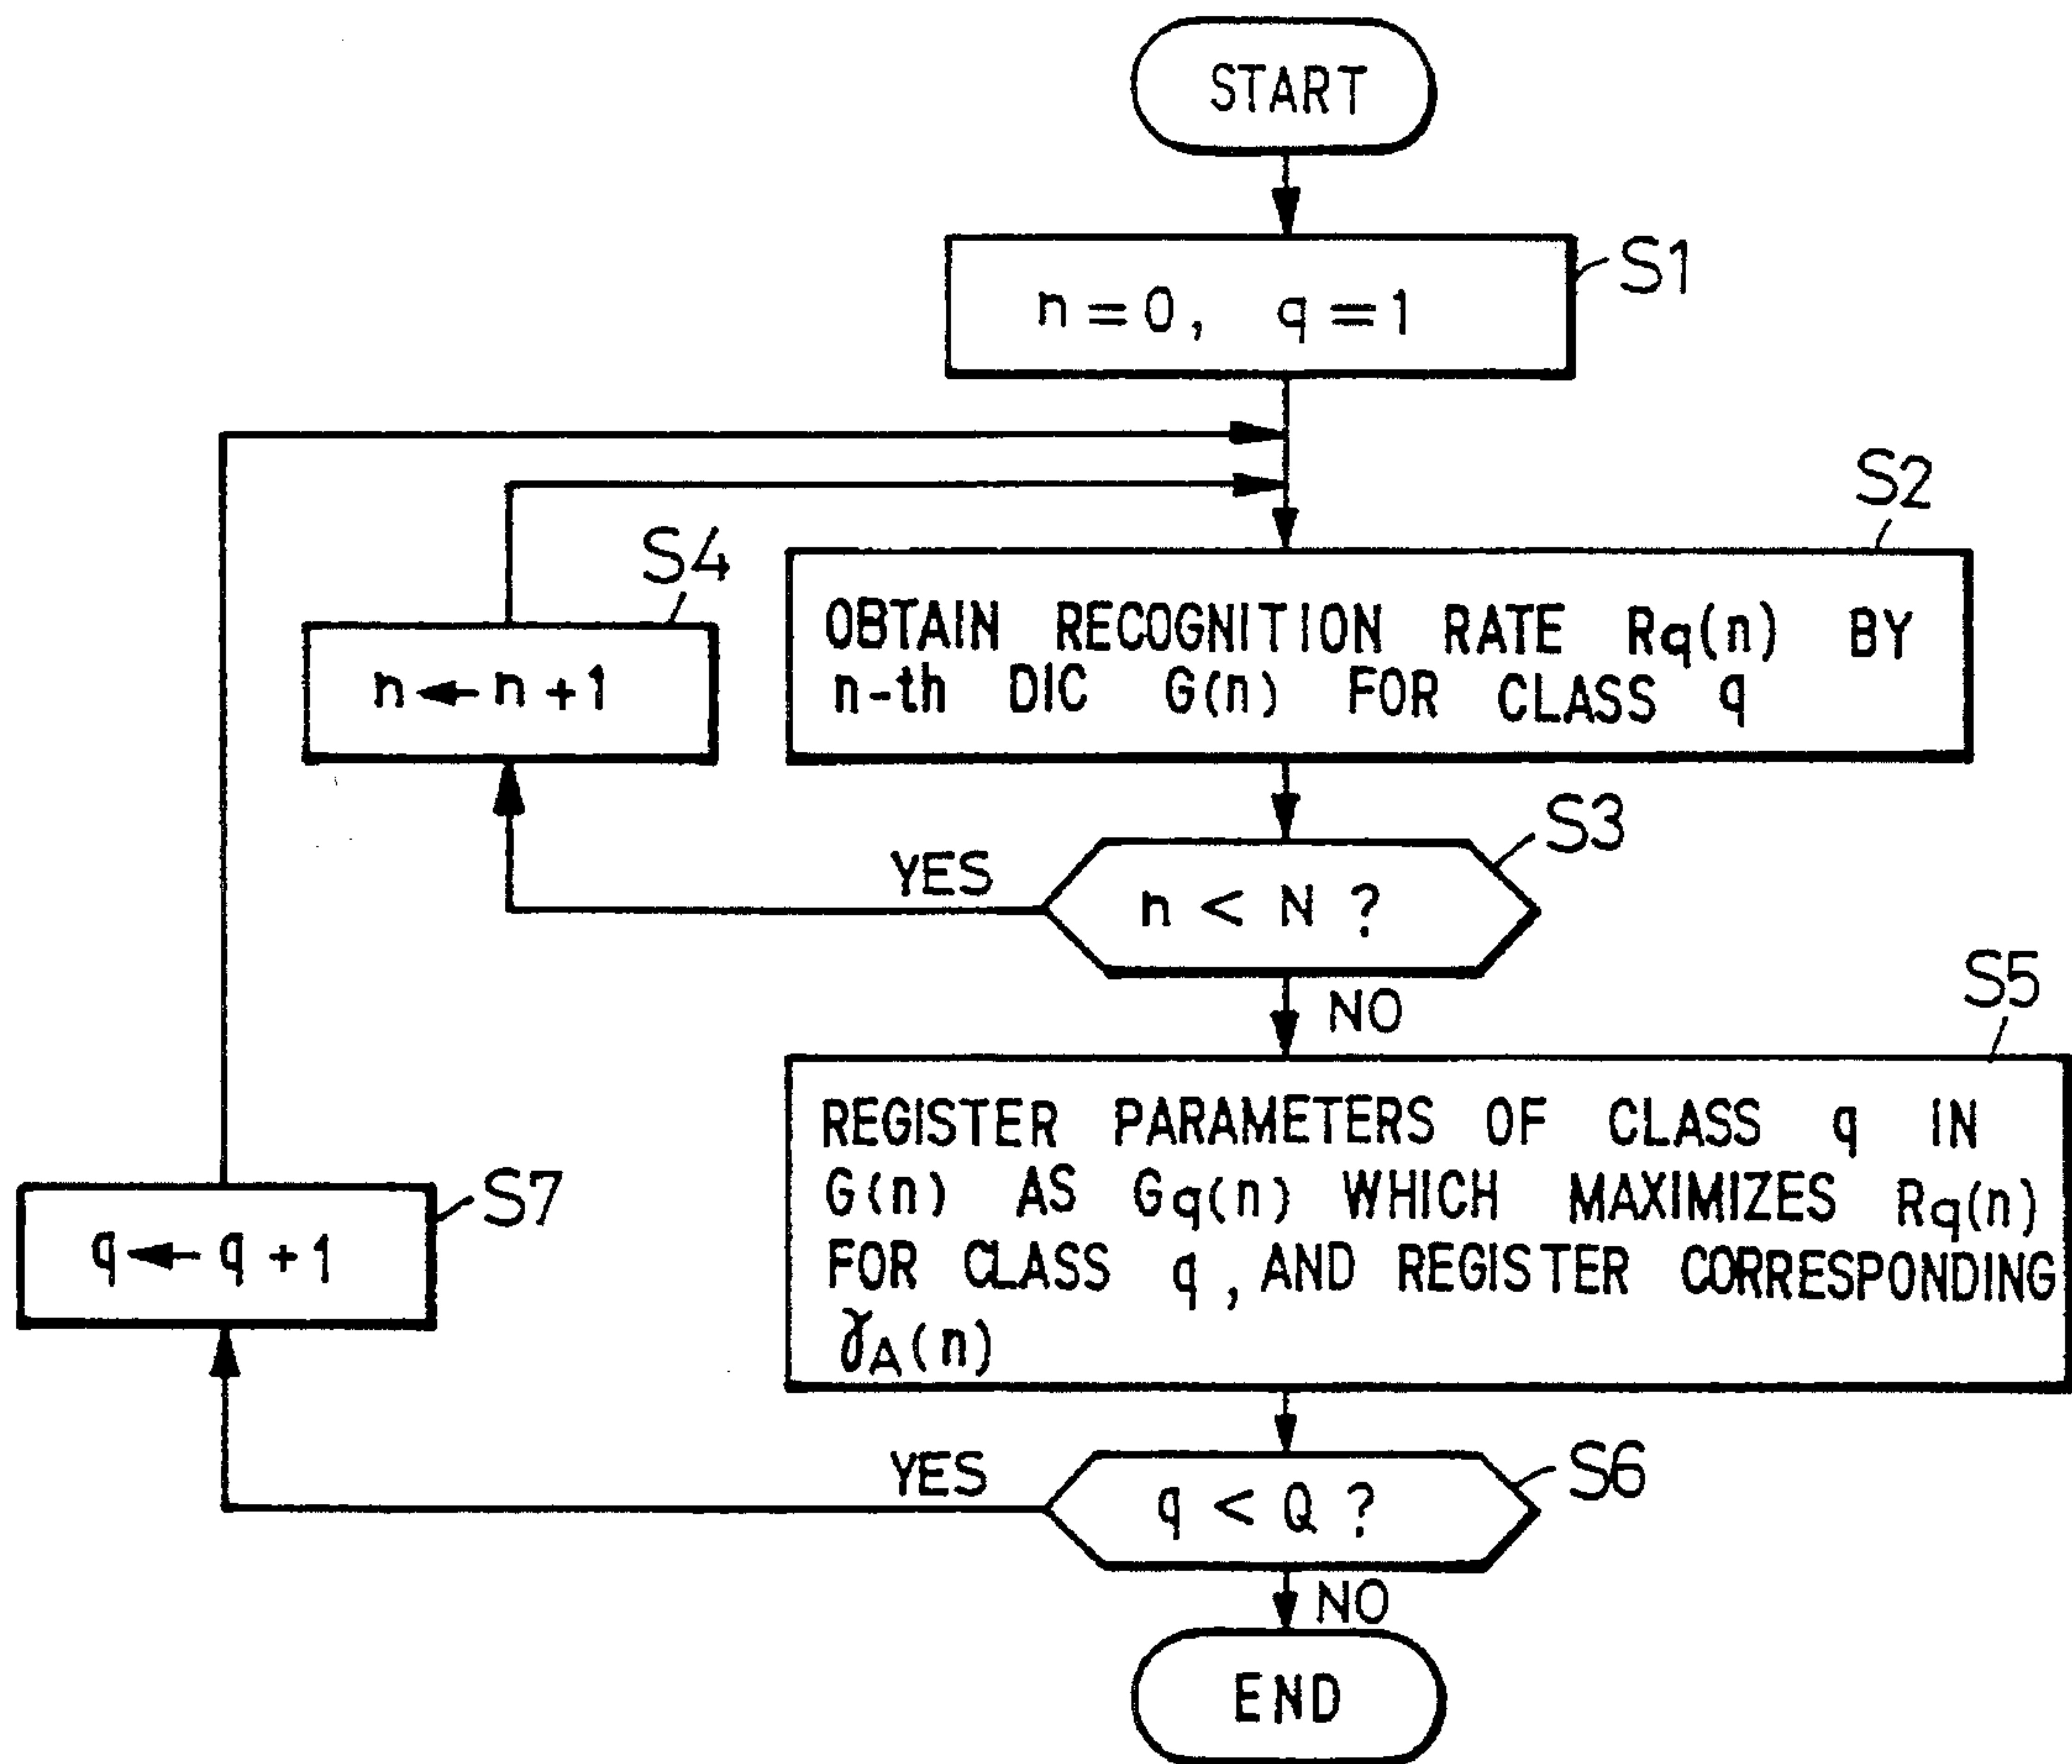 START
S1
n=0, q=1
S2
S4
OBTAIN RECOGNITION RATE Rq(n) BY
n-th DIC G(n) FOR CLASS q
n←n+1
S3
YES
n < N ?
NO
S5
REGISTER PARAMETERS OF CLASS q IN
G(n) AS Gq(n) WHICH MAXIMIZES Rq(n)
FOR CLASS q, AND REGISTER CORRESPONDING
γA(n)
S7
q←q+1
YES
S6
q < Q ?
NO
END